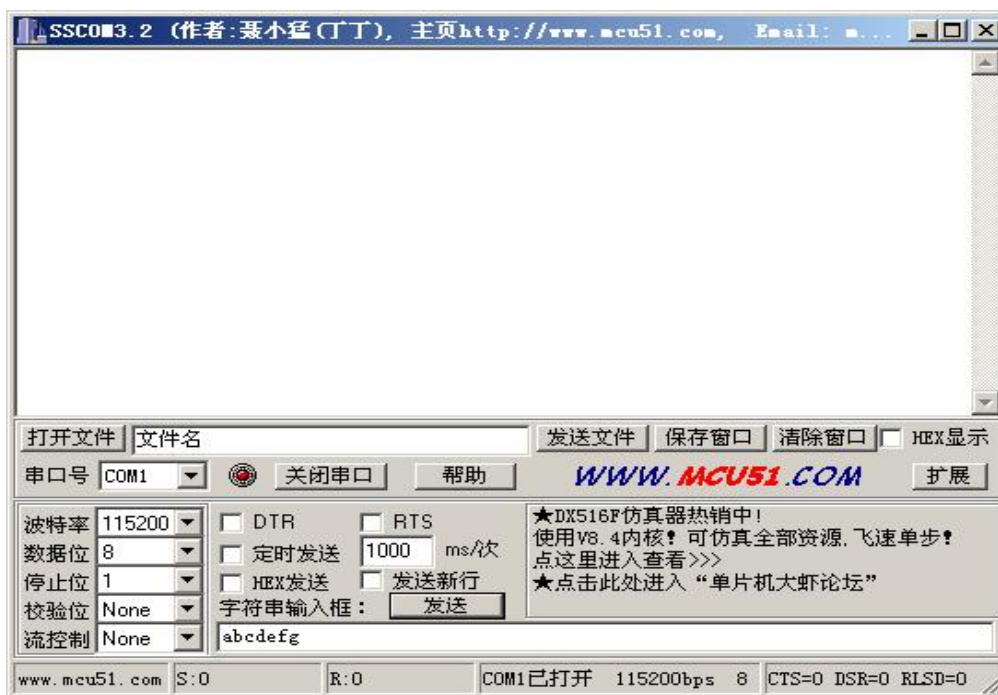 SSCOM3.2 (作者:聂小猛(丁丁), 主页http://www.mcu51.com, Email: m...
打开文件 文件名 发送文件 保存窗口 清除窗口 HEX显示
串口号 COM1 关闭串口 帮助 WWW.MCU51.COM 扩展
波特率 115200 DTR RTS ★DX516F仿真器热销中!
数据位 8 定时发送 1000 ms/次 使用V8.4内核!可仿真全部资源,飞速单步!
点这里进入查看>>>
停止位 1 HEX发送 发送新行 ★点击此处进入“单片机大虾论坛”
校验位 None 字符串输入框: 发送
流控制 None abcdefg
www.mcu51.com S:0 R:0 COM1已打开 115200bps 8 CTS=0 DSR=0 RLSD=0